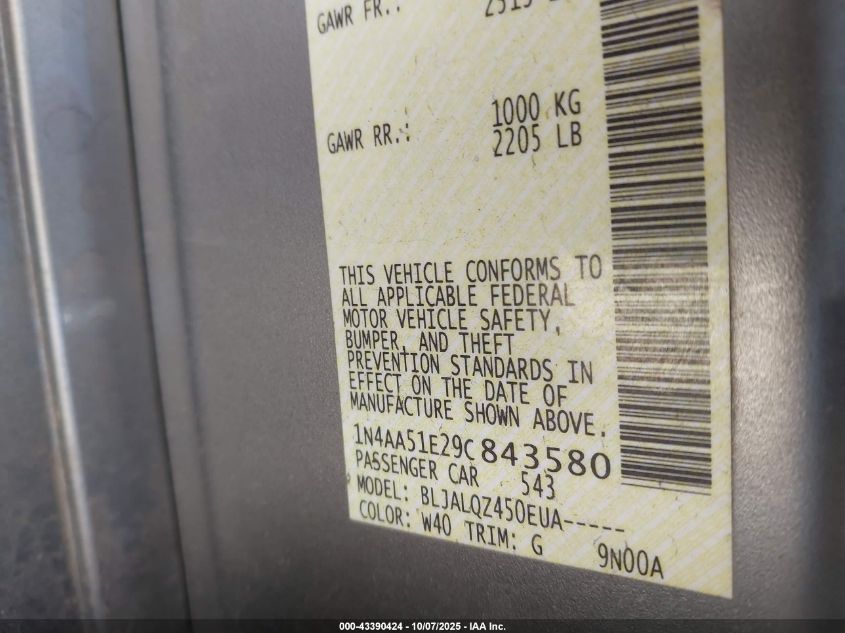 GAWR FR.:
1000 KG
GAWR RR.: 2205 LB
THIS VEHICLE CONFORMS TO
ALL APPLICABLE FEDERAL
MOTOR VEHICLE SAFETY,
BUMPER, AND THEFT
PREVENTION STANDARDS IN
EFFECT ON THE DATE OF
MANUFACTURE SHOWN ABOVE.
1N4AA51E29C843580
PASSENGER CAR 543
MODEL: BLJALQZ450EUA-----
COLOR: W40 TRIM: G 9N00A
000-43390424 - 10/07/2025 - IAA Inc.